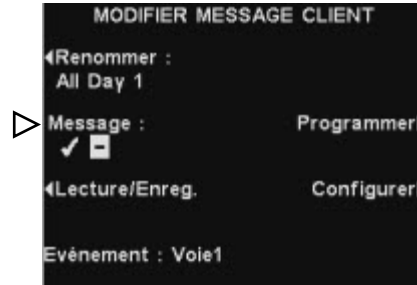 MODIFIER MESSAGE CLIENT
Renommer :
All Day 1
Message : Programmer
✓ -
Lecture/Enreg. Configurer
Evénement : Voie1